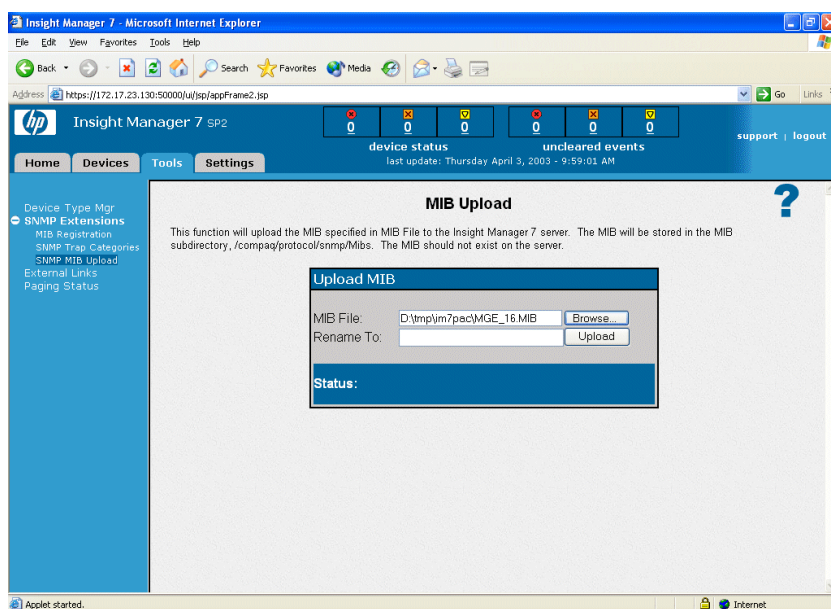 Insight Manager 7 - Microsoft Internet Explorer
File Edit View Favorites Tools Help
Back Search Favorites Media
Address https://172.17.23.130:50000/ui/jsp/appFrame2.jsp Go Links
hp Insight Manager 7 SP2
0 0 0 0 0 0
device status uncleared events
last update: Thursday April 3, 2003 - 9:59:01 AM
support | logout
Home Devices Tools Settings
Device Type Mgr
SNMP Extensions
MIB Registration
SNMP Trap Categories
SNMP MIB Upload
External Links
Paging Status
MIB Upload
?
This function will upload the MIB specified in MIB File to the Insight Manager 7 server. The MIB will be stored in the MIB
subdirectory, /compaq/protocol/snmp/Mibs. The MIB should not exist on the server.
Upload MIB
MIB File: D:\tmp\im7pac\MGE_16.MIB Browse...
Rename To: Upload
Status:
Applet started. Internet